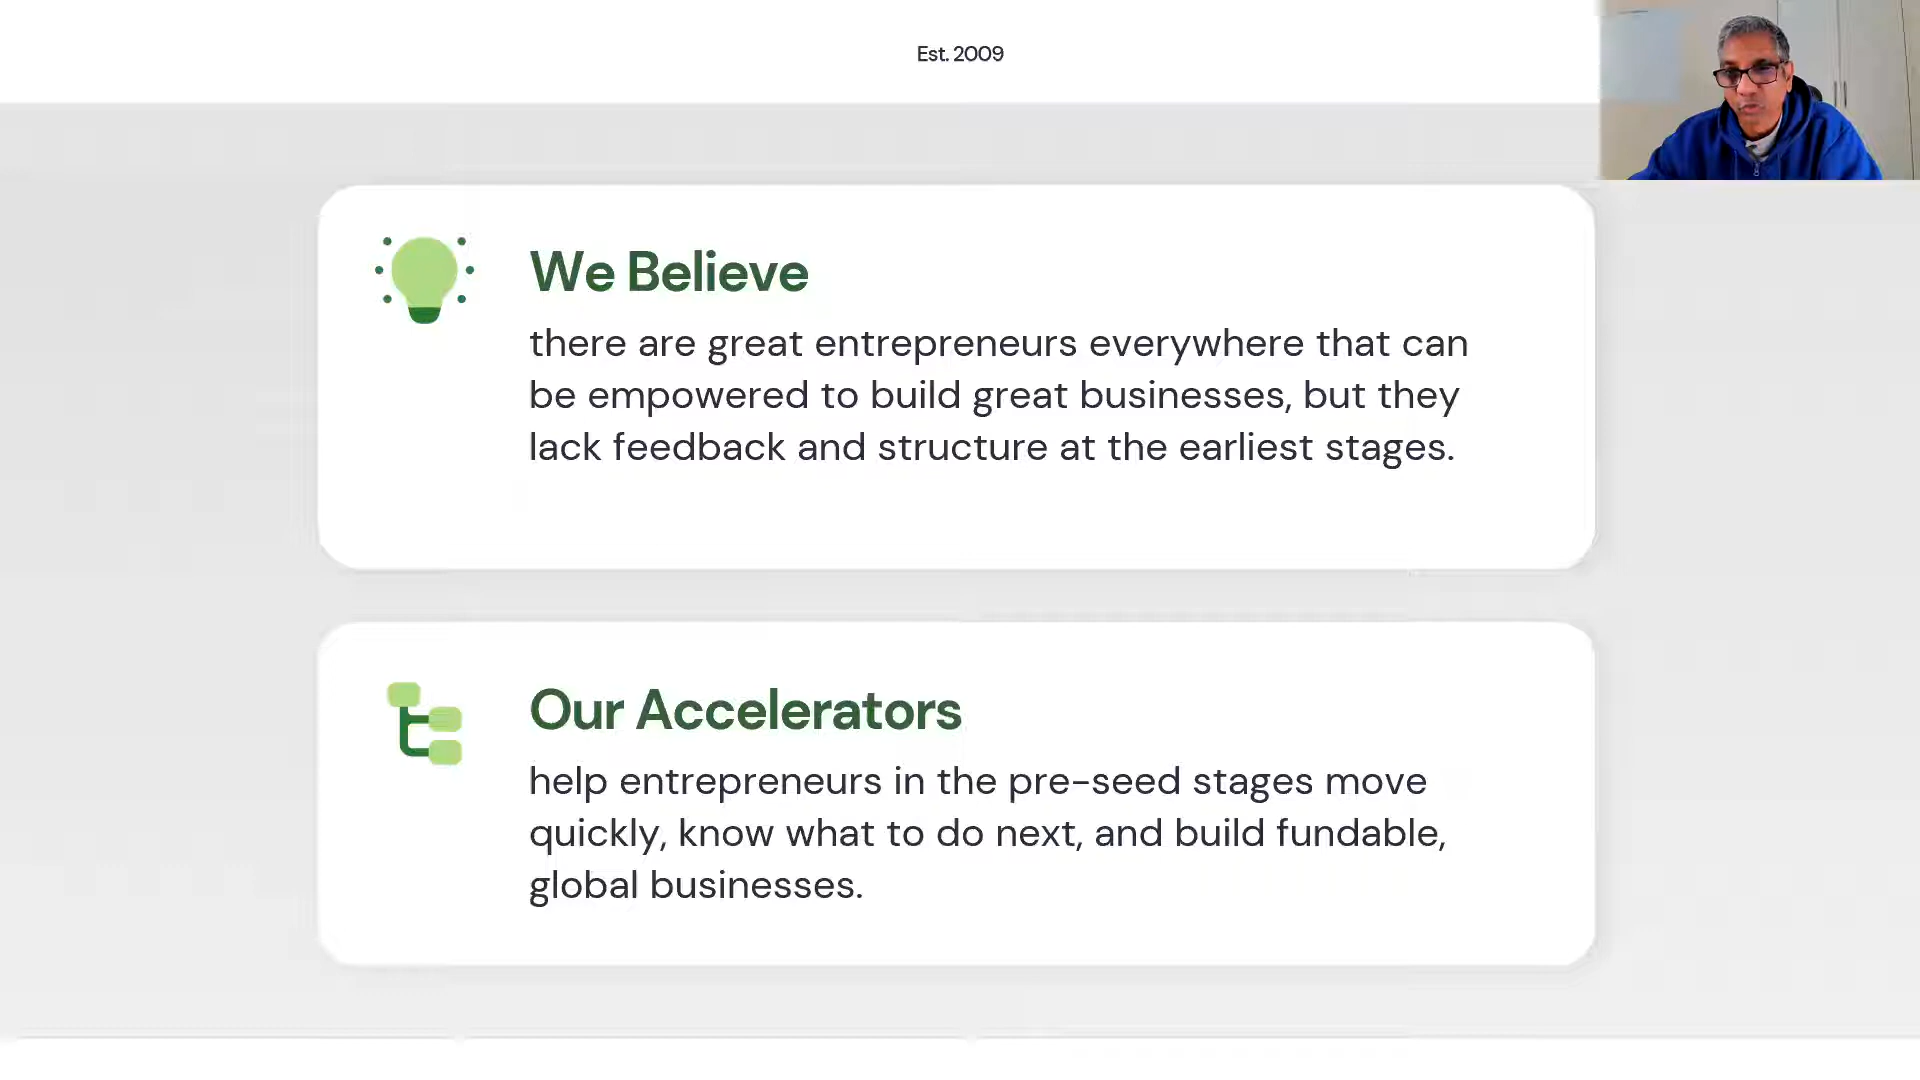 Est. 2009
We Believe
there are great entrepreneurs everywhere that can
be empowered to build great businesses, but they
lack feedback and structure at the earliest stages.
Our Accelerators
help entrepreneurs in the pre-seed stages move
quickly, know what to do next, and build fundable,
global businesses.